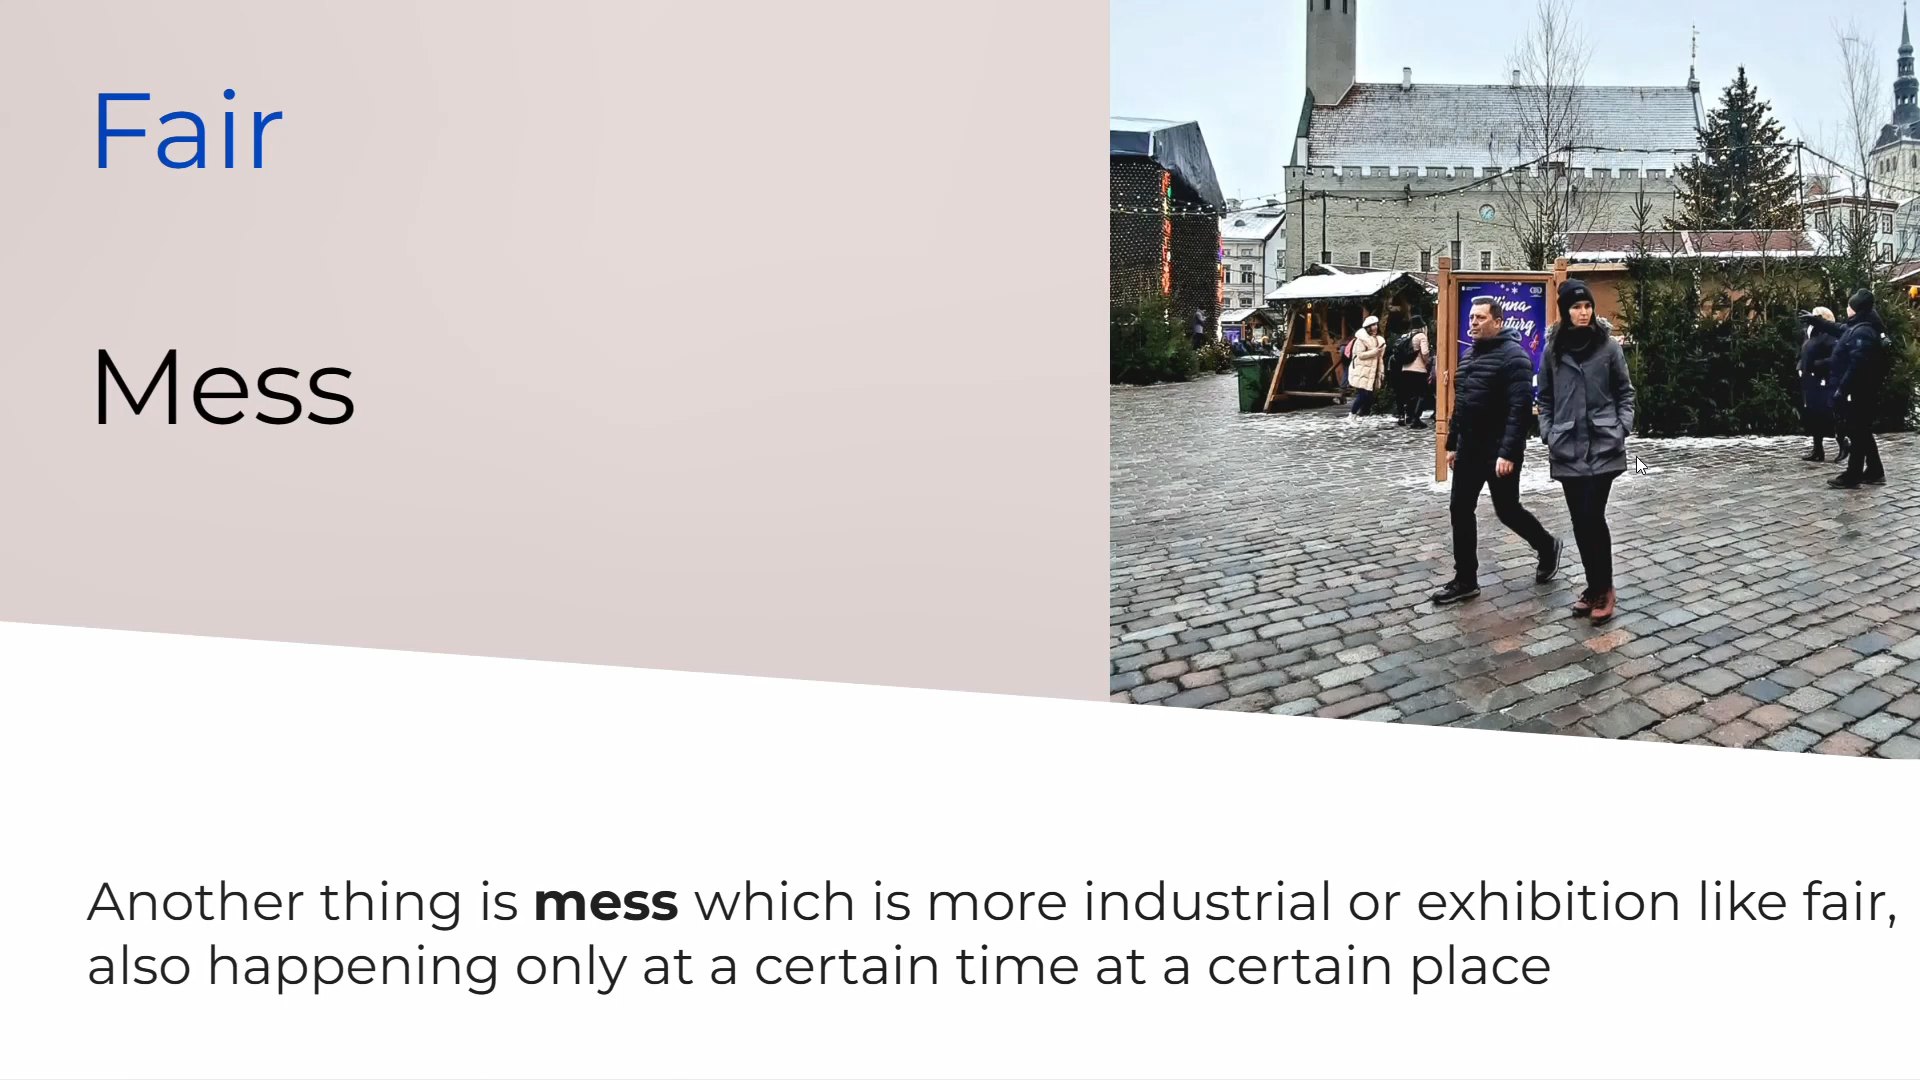 Fair
Mess
Another thing is mess which is more industrial or exhibition like fair,
also happening only at a certain time at a certain place